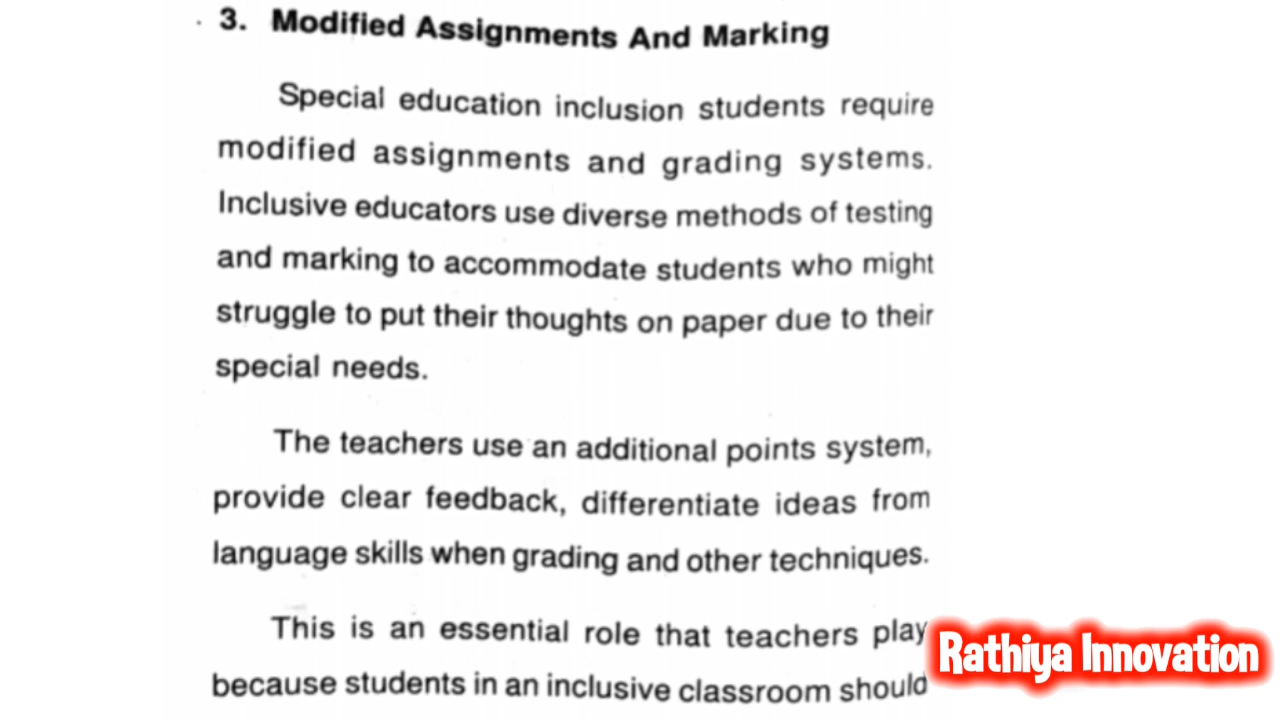 3. Modified Assignments And Marking
Special education inclusion students require
modified assignments and grading systems.
Inclusive educators use diverse methods of testing
and marking to accommodate students who might
struggle to put their thoughts on paper due to their
special needs.
The teachers use an additional points system,
provide clear feedback, differentiate ideas from
language skills when grading and other techniques.
This is an essential role that teachers play
because students in an inclusive classroom should
Rathiya Innovation